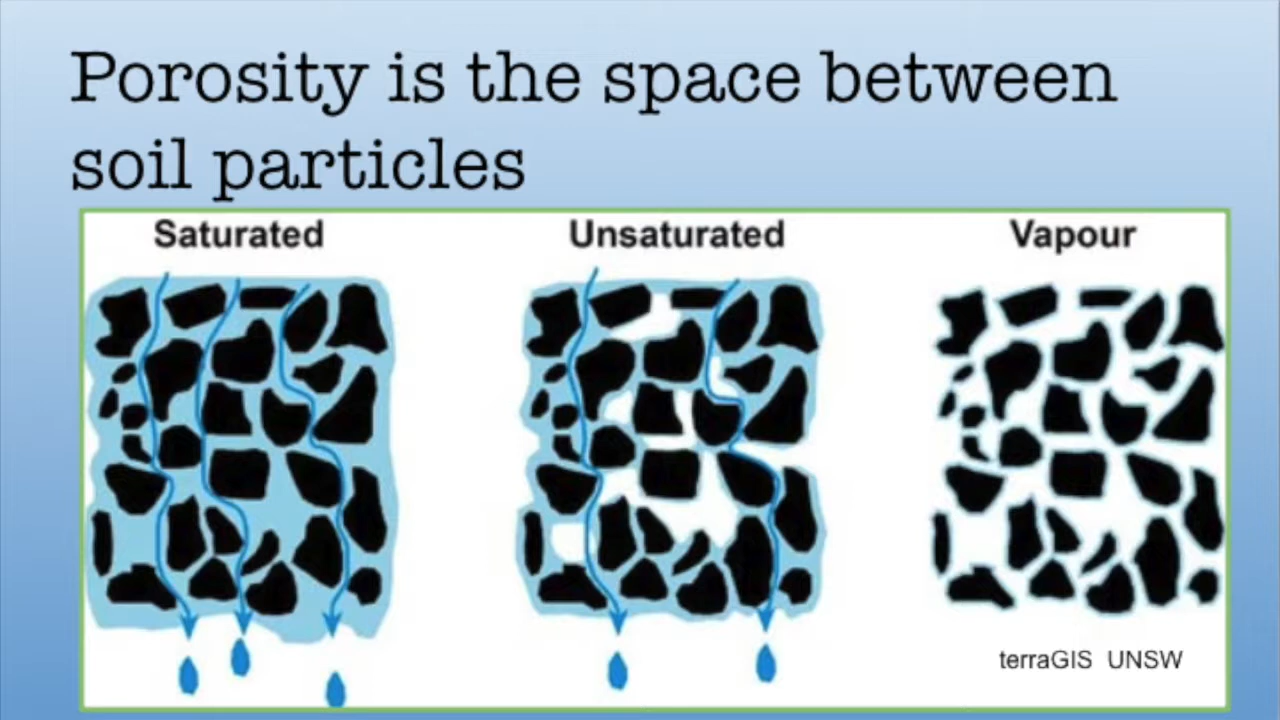 Porosity is the space between
soil particles
Saturated
Unsaturated
Vapour
terraGIS UNSW